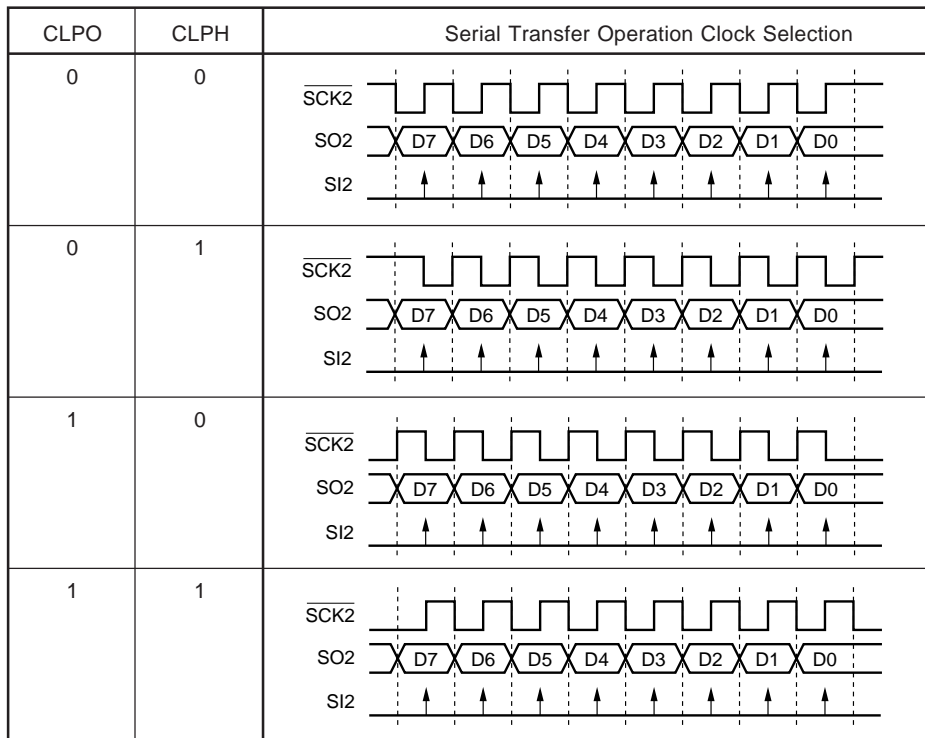 CLPO CLPH Serial Transfer Operation Clock Selection
0 0
SCK2
SO2 D7 D6 D5 D4 D3 D2 D1 D0
SI2
0 1
SCK2
SO2 D7 D6 D5 D4 D3 D2 D1 D0
SI2
1 0
SCK2
SO2 D7 D6 D5 D4 D3 D2 D1 D0
SI2
1 1
SCK2
SO2 D7 D6 D5 D4 D3 D2 D1 D0
SI2